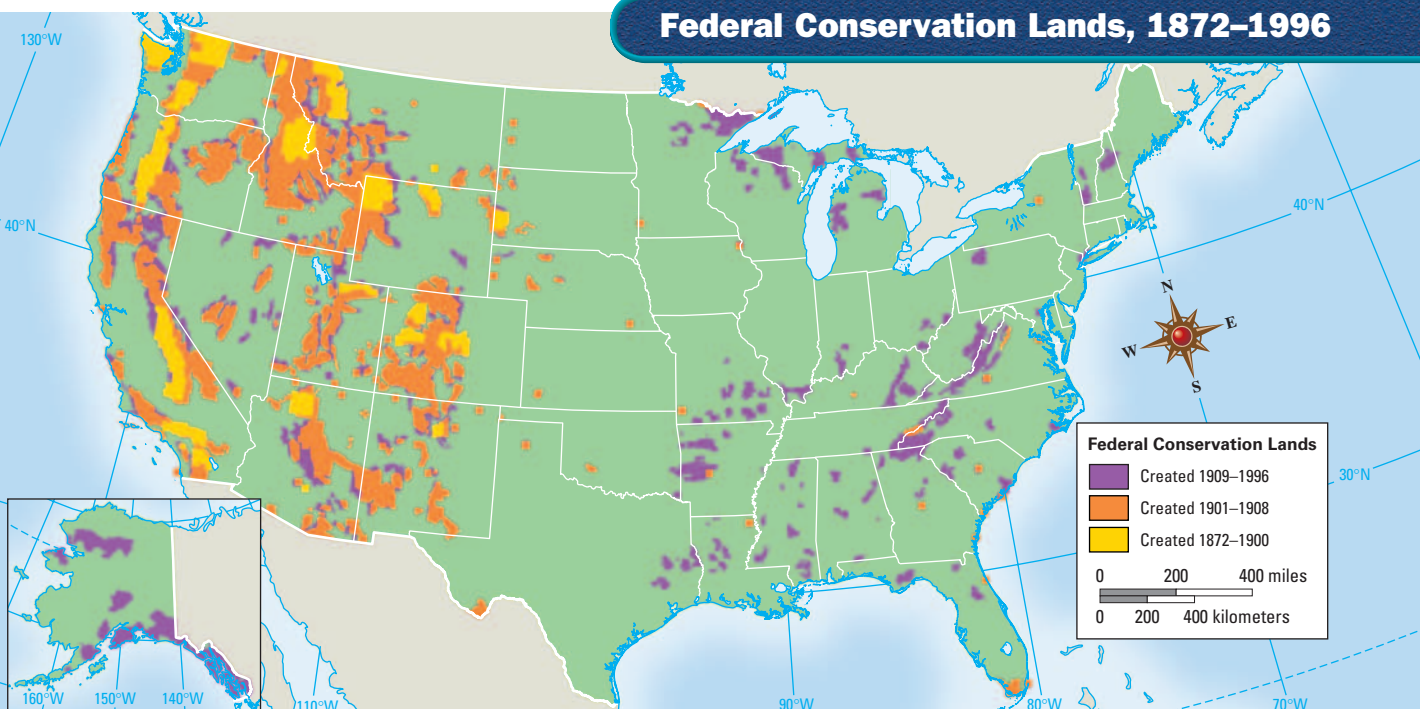 Federal Conservation Lands, 1872–1996
130°W
40°N
40°N
30°N
N
E
W
S
Federal Conservation Lands
Created 1909–1996
Created 1901–1908
Created 1872–1900
0 200 400 miles
0 200 400 kilometers
160°W 150°W 140°W
110°W
90°W
80°W
70°W